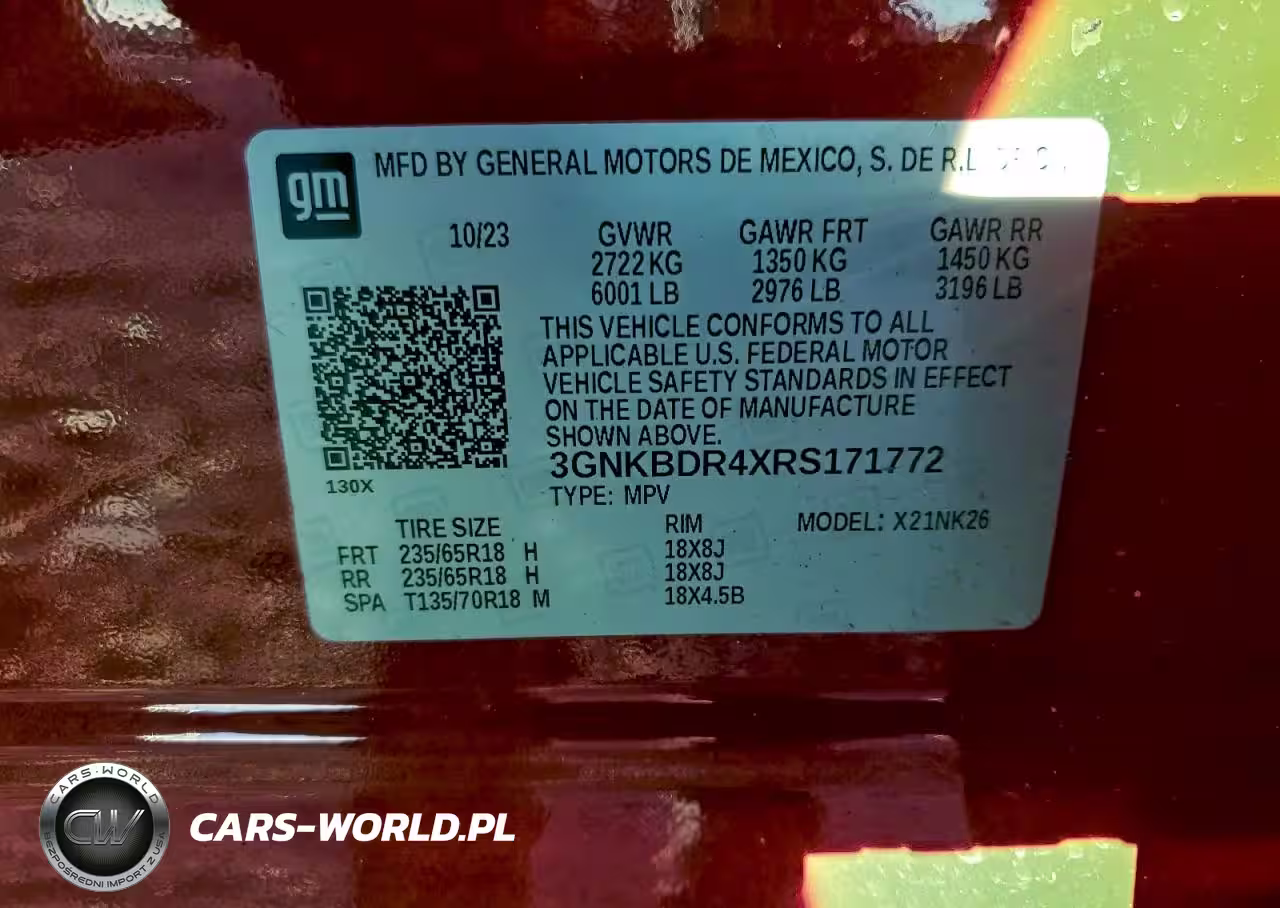 gm
MFD BY GENERAL MOTORS DE MEXICO, S. DE R.L
10/23
GVWR GAWR FRT GAWR RR
2722 KG 1350 KG 1450 KG
6001 LB 2976 LB 3196 LB
THIS VEHICLE CONFORMS TO ALL
APPLICABLE U.S. FEDERAL MOTOR
VEHICLE SAFETY STANDARDS IN EFFECT
ON THE DATE OF MANUFACTURE
SHOWN ABOVE.
3GNKBDR4XRS171772
130X
TYPE: MPV
TIRE SIZE RIM MODEL: X21NK26
FRT 235/65R18 H 18X8J
RR 235/65R18 H 18X8J
SPA T135/70R18 M 18X4.5B
CARS-WORLD
CW
BEZPOŚREDNI IMPORT Z USA
CARS-WORLD.PL